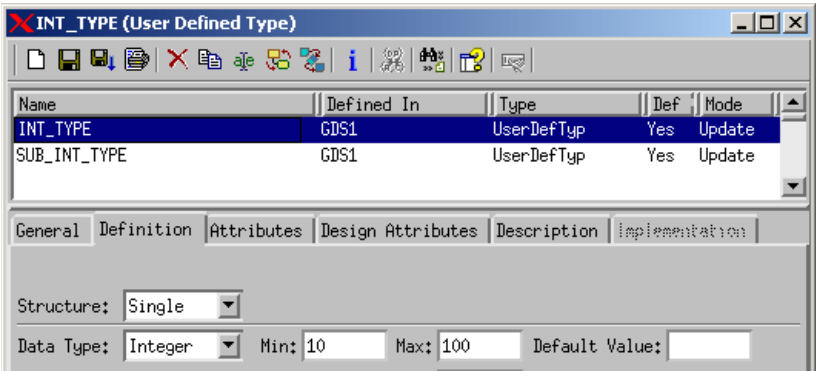 INT_TYPE (User Defined Type)
Name Defined In Type Def Mode
INT_TYPE GDS1 UserDefTyp Yes Update
SUB_INT_TYPE GDS1 UserDefTyp Yes Update
General Definition Attributes Design Attributes Description Implementation
Structure: Single
Data Type: Integer Min: 10 Max: 100 Default Value: